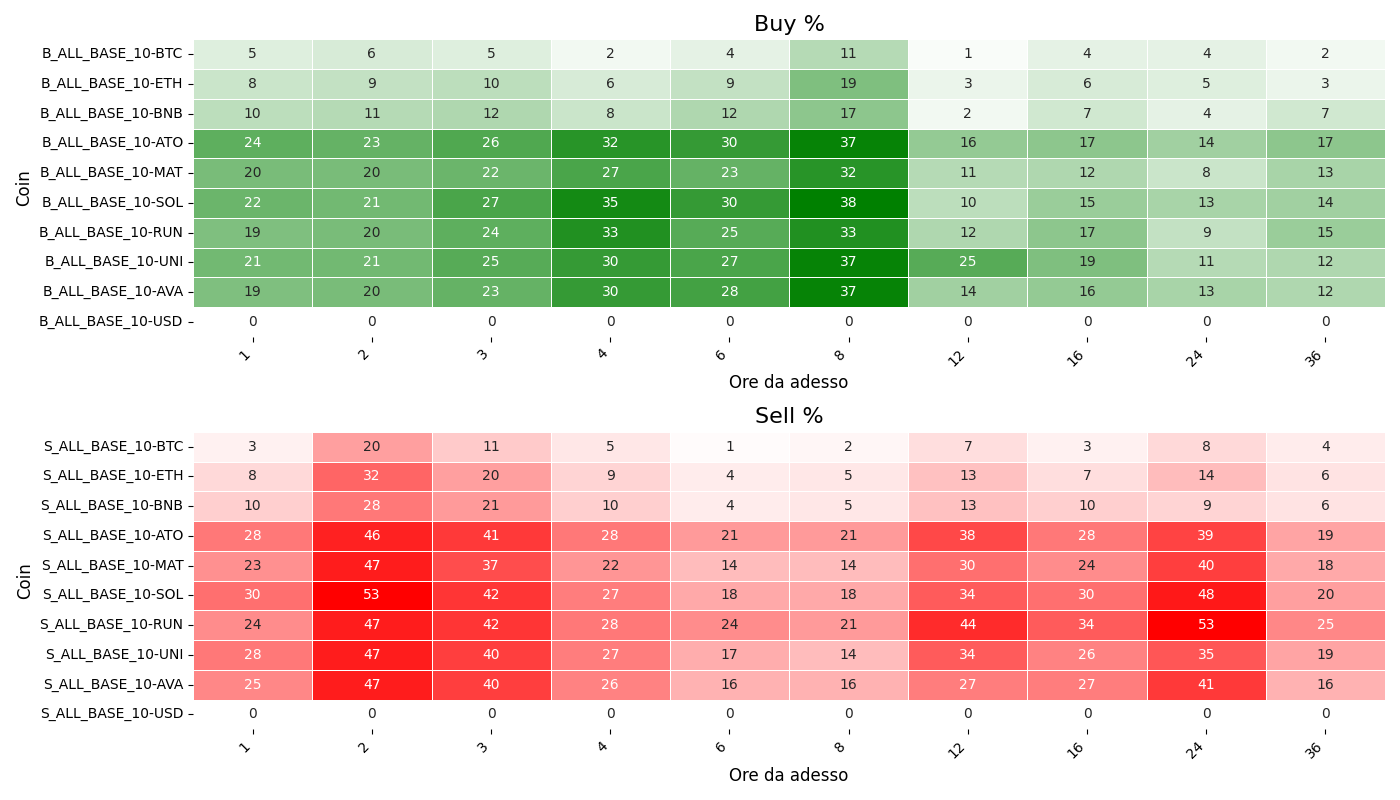 Buy %
Coin
B_ALL_BASE_10-BTC 5 6 5 2 4 11 1 4 4 2
B_ALL_BASE_10-ETH 8 9 10 6 9 19 3 6 5 3
B_ALL_BASE_10-BNB 10 11 12 8 12 17 2 7 4 7
B_ALL_BASE_10-ATO 24 23 26 32 30 37 16 17 14 17
B_ALL_BASE_10-MAT 20 20 22 27 23 32 11 12 8 13
B_ALL_BASE_10-SOL 22 21 27 35 30 38 10 15 13 14
B_ALL_BASE_10-RUN 19 20 24 33 25 33 12 17 9 15
B_ALL_BASE_10-UNI 21 21 25 30 27 37 25 19 11 12
B_ALL_BASE_10-AVA 19 20 23 30 28 37 14 16 13 12
B_ALL_BASE_10-USD 0 0 0 0 0 0 0 0 0 0
1 2 3 4 6 8 12 16 24 36
Ore da adesso
Sell %
Coin
S_ALL_BASE_10-BTC 3 20 11 5 1 2 7 3 8 4
S_ALL_BASE_10-ETH 8 32 20 9 4 5 13 7 14 6
S_ALL_BASE_10-BNB 10 28 21 10 4 5 13 10 9 6
S_ALL_BASE_10-ATO 28 46 41 28 21 21 38 28 39 19
S_ALL_BASE_10-MAT 23 47 37 22 14 14 30 24 40 18
S_ALL_BASE_10-SOL 30 53 42 27 18 18 34 30 48 20
S_ALL_BASE_10-RUN 24 47 42 28 24 21 44 34 53 25
S_ALL_BASE_10-UNI 28 47 40 27 17 14 34 26 35 19
S_ALL_BASE_10-AVA 25 47 40 26 16 16 27 27 41 16
S_ALL_BASE_10-USD 0 0 0 0 0 0 0 0 0 0
1 2 3 4 6 8 12 16 24 36
Ore da adesso